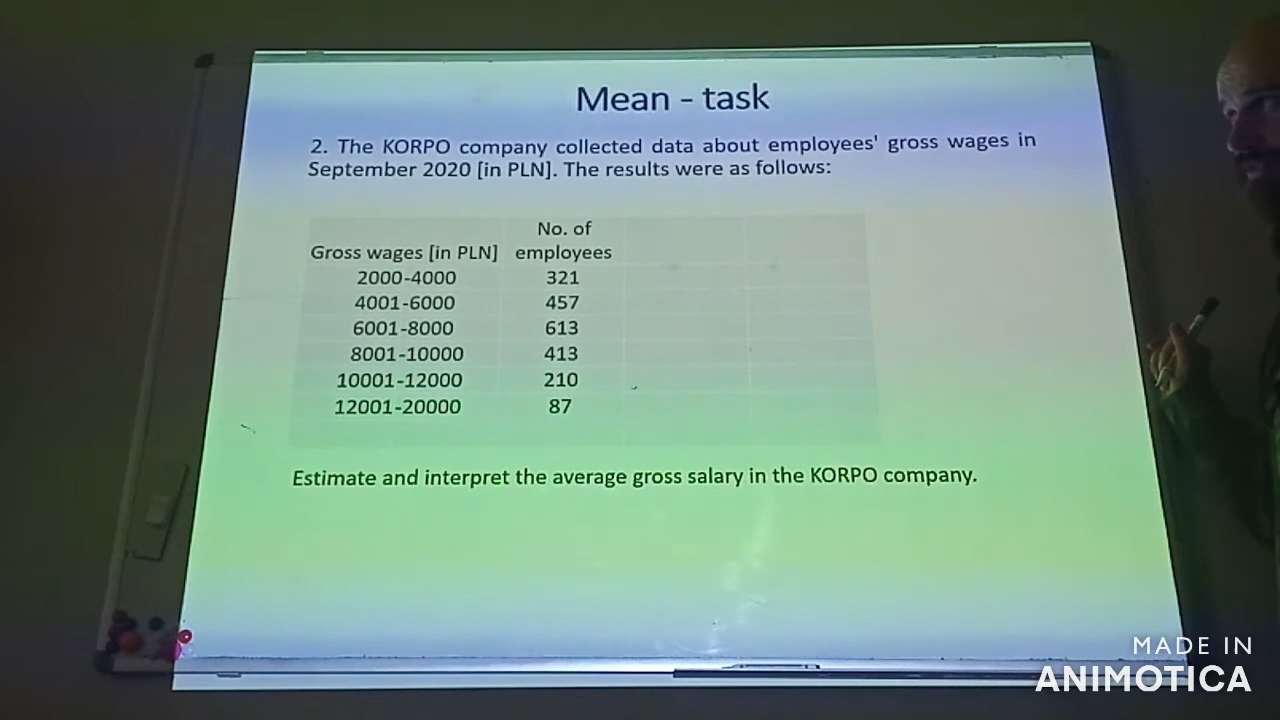 Mean - task
2. The KORPO company collected data about employees' gross wages in
September 2020 [in PLN]. The results were as follows:
No. of
Gross wages [in PLN] employees
2000-4000 321
4001-6000 457
6001-8000 613
8001-10000 413
10001-12000 210
12001-20000 87
Estimate and interpret the average gross salary in the KORPO company.
MADE IN
ANIMOTICA